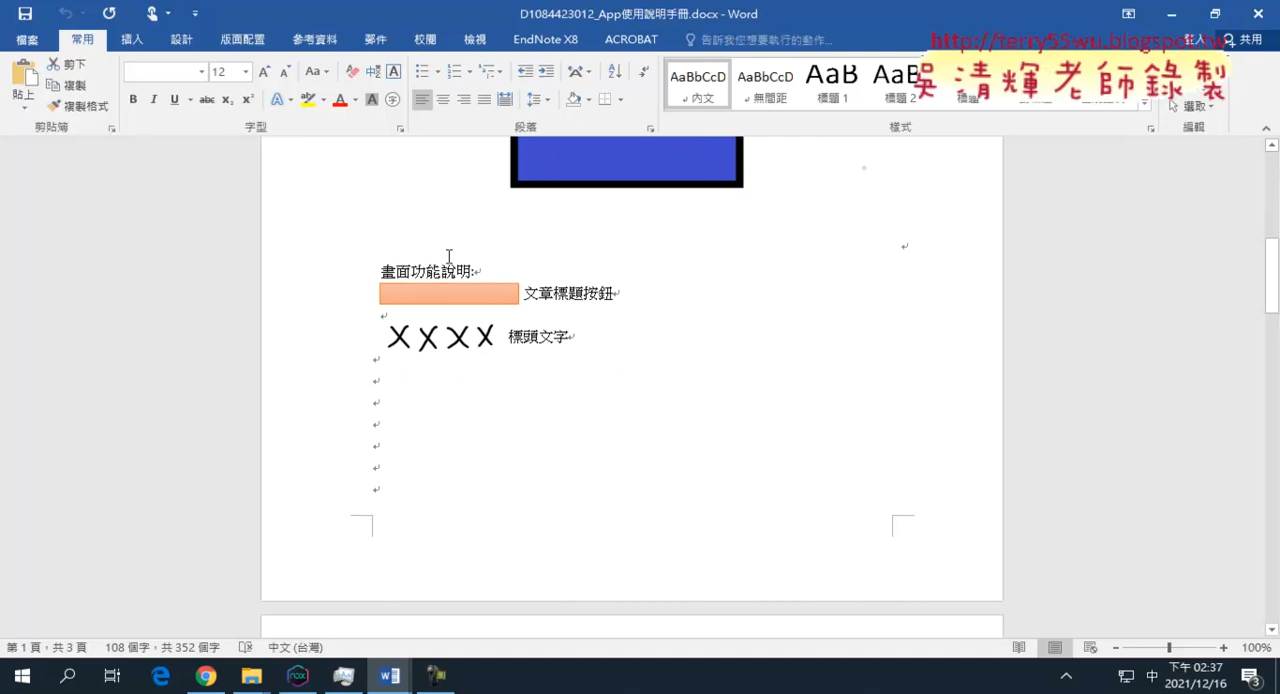 D1084423012_App使用說明手冊.docx - Word
檔案 常用 插入 設計 版面配置 參考資料 郵件 校閱 檢視 EndNote X8 ACROBAT 告訴我您想要執行的動作... 登入 共用
http://terry55wu.blogspot.tw
吳清輝老師錄製
貼上 剪下
複製
複製格式
12
AaBbCcD AaBbCcD AaB AaB
內文 無間距 標題 1 標題 2 標題
選取
剪貼簿 字型 段落 樣式 編輯
畫面功能說明:
文章標題按鈕
XXXX 標頭文字
第 1 頁，共 3 頁 108 個字，共 352 個字 中文 (台灣) 100%
中 下午 02:37
2021/12/16
3